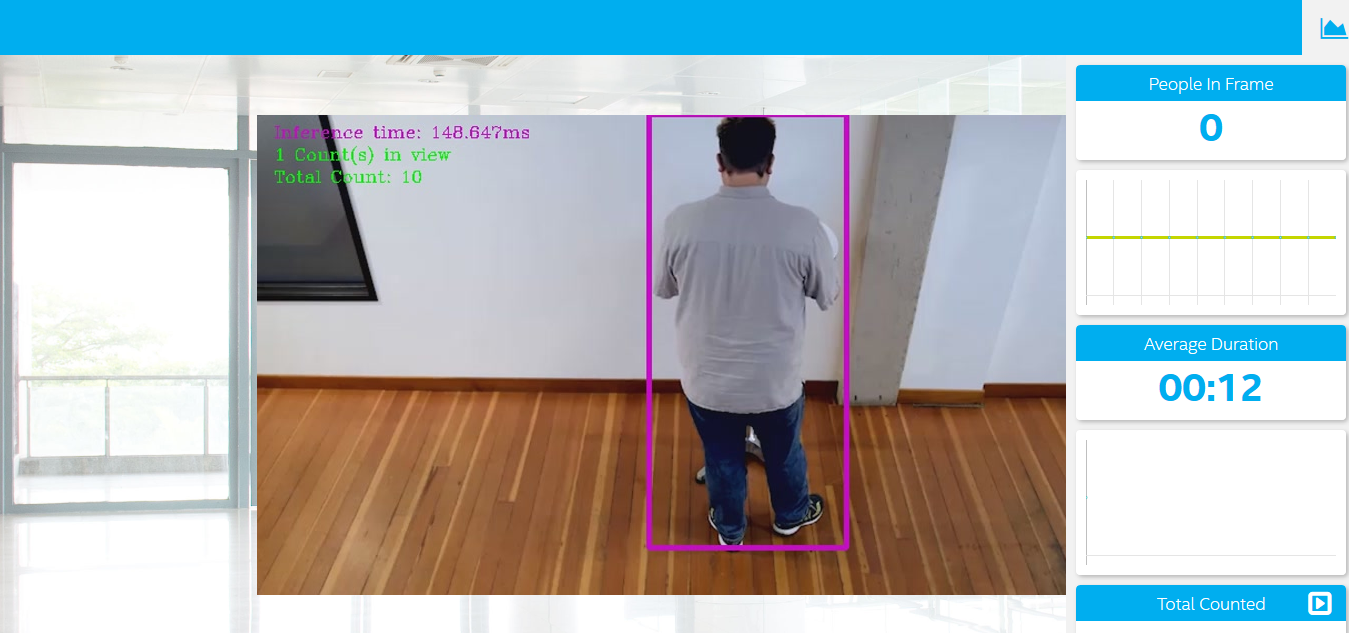 Inference time: 148.647ms
1 Count(s) in view
Total Count: 10
People In Frame
0
Average Duration
00:12
Total Counted